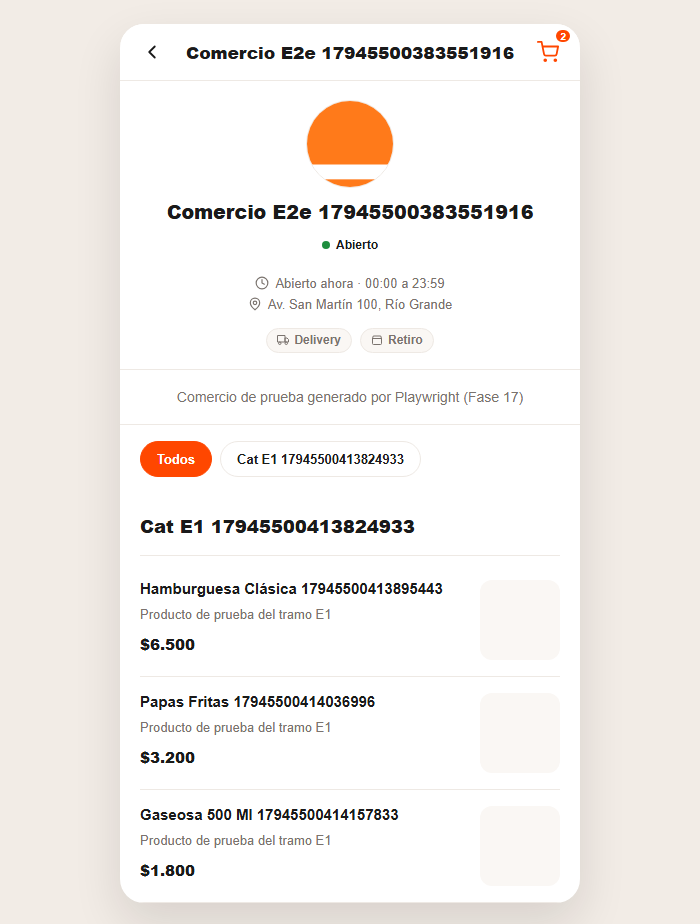 Comercio E2e 17945500383551916
2
Comercio E2e 17945500383551916
Abierto
Abierto ahora · 00:00 a 23:59
Av. San Martín 100, Río Grande
Delivery
Retiro
Comercio de prueba generado por Playwright (Fase 17)
Todos
Cat E1 17945500413824933
Cat E1 17945500413824933
Hamburguesa Clásica 17945500413895443
Producto de prueba del tramo E1
$6.500
Papas Fritas 17945500414036996
Producto de prueba del tramo E1
$3.200
Gaseosa 500 Ml 17945500414157833
Producto de prueba del tramo E1
$1.800